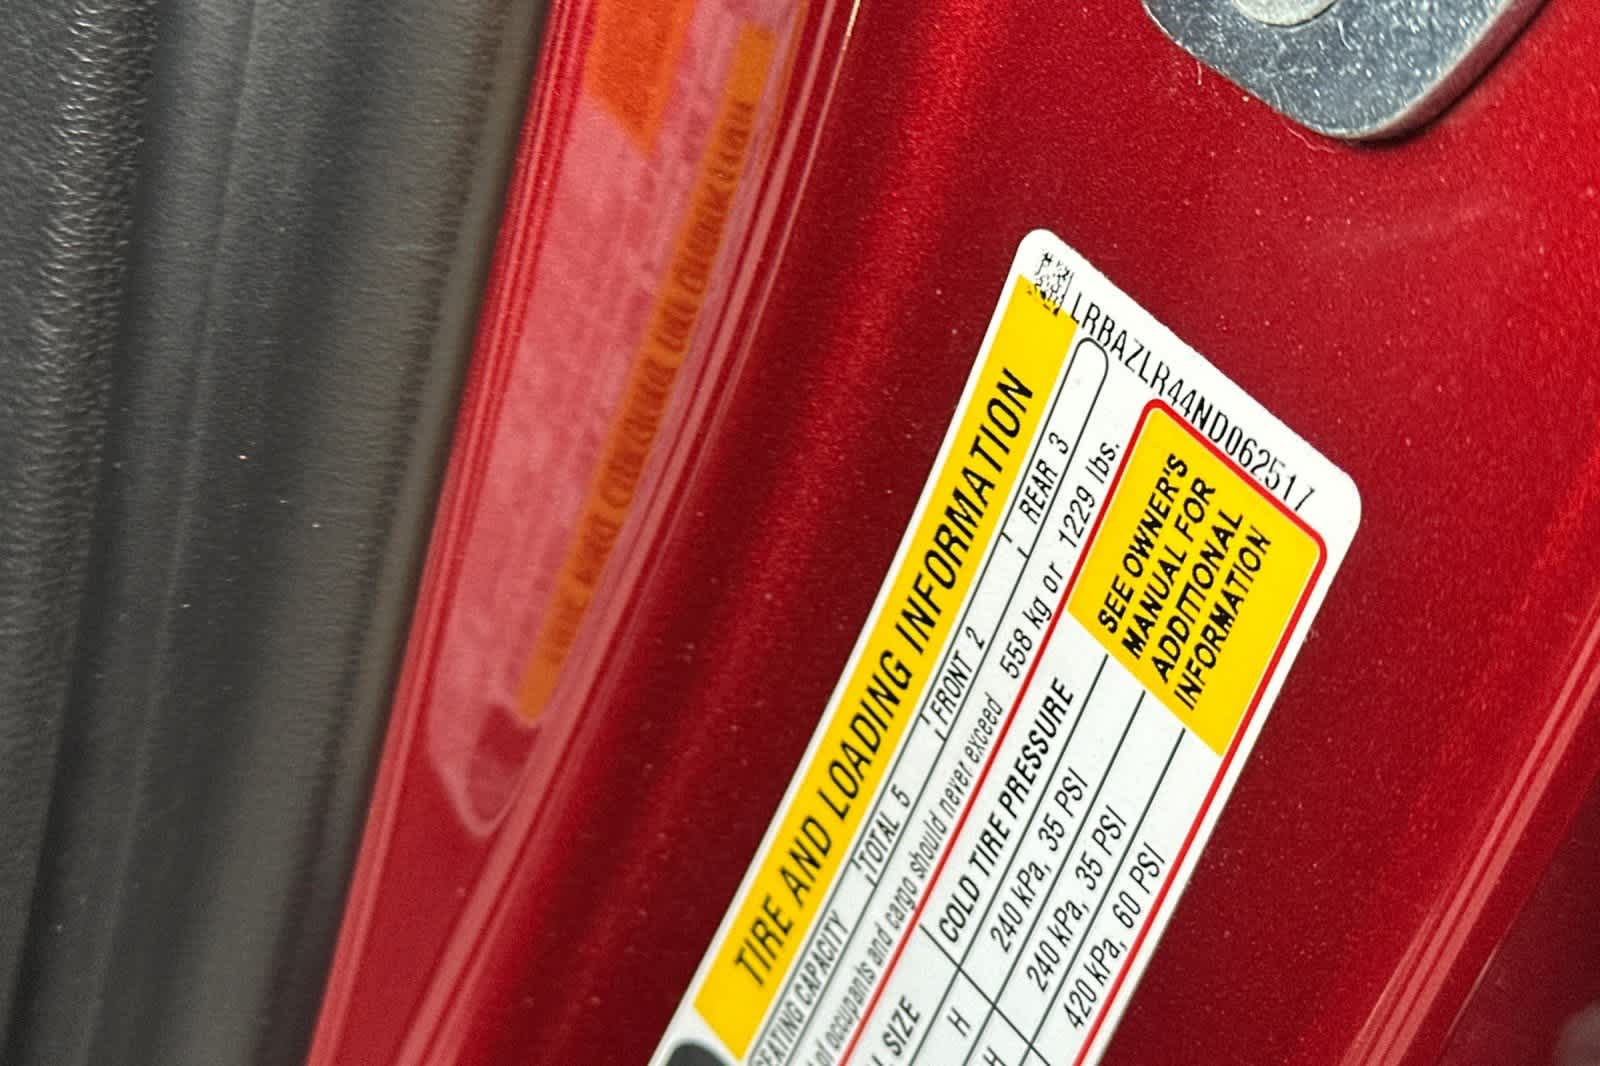 LRBAZLR44ND062517
TIRE AND LOADING INFORMATION
SEATING CAPACITY TOTAL 5 FRONT 2 REAR 3
of occupants and cargo should never exceed 558 kg or 1229 lbs.
SIZE COLD TIRE PRESSURE
H 240 kPa, 35 PSI
H 240 kPa, 35 PSI
420 kPa, 60 PSI
SEE OWNER'S
MANUAL FOR
ADDITIONAL
INFORMATION